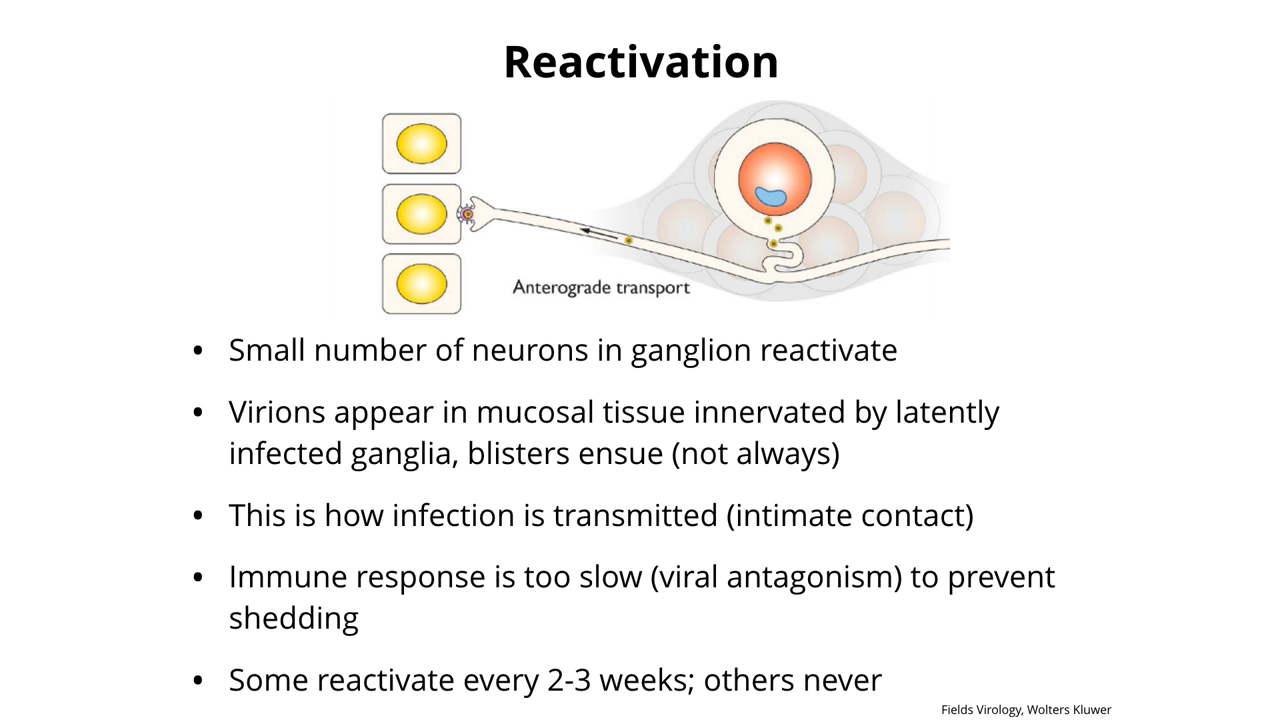 Reactivation
Anterograde transport
• Small number of neurons in ganglion reactivate
• Virions appear in mucosal tissue innervated by latently
infected ganglia, blisters ensue (not always)
• This is how infection is transmitted (intimate contact)
• Immune response is too slow (viral antagonism) to prevent
shedding
• Some reactivate every 2-3 weeks; others never
Fields Virology, Wolters Kluwer